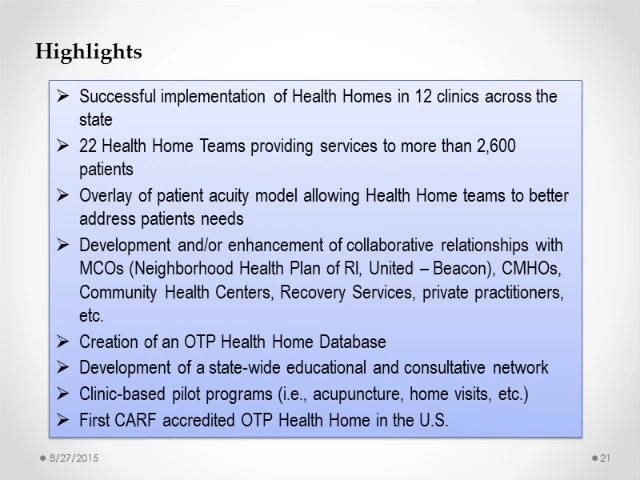 Highlights
➢ Successful implementation of Health Homes in 12 clinics across the
state
➢ 22 Health Home Teams providing services to more than 2,600
patients
➢ Overlay of patient acuity model allowing Health Home teams to better
address patients needs
➢ Development and/or enhancement of collaborative relationships with
MCOs (Neighborhood Health Plan of RI, United – Beacon), CMHOs,
Community Health Centers, Recovery Services, private practitioners,
etc.
➢ Creation of an OTP Health Home Database
➢ Development of a state-wide educational and consultative network
➢ Clinic-based pilot programs (i.e., acupuncture, home visits, etc.)
➢ First CARF accredited OTP Health Home in the U.S.
● 8/27/2015
● 21